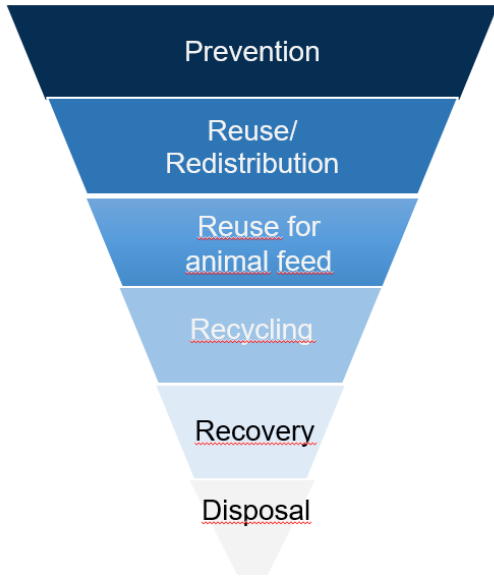 Prevention
Reuse/
Redistribution
Reuse for
animal feed
Recycling
Recovery
Disposal